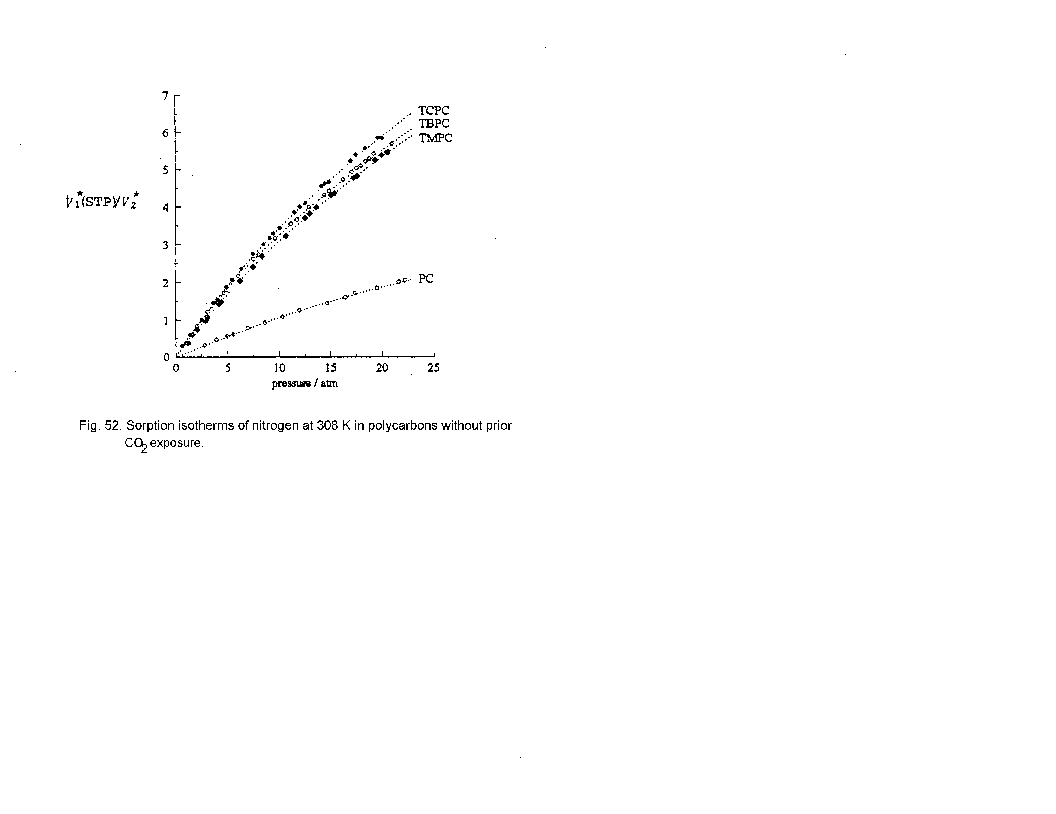 7
TCPC
TBPC
6
TMPC
5
V₁*(STP)/V₂*
4
3
2
PC
1
0
0 5 10 15 20 25
pressure / atm
Fig. 52. Sorption isotherms of nitrogen at 308 K in polycarbons without prior
CO₂ exposure.